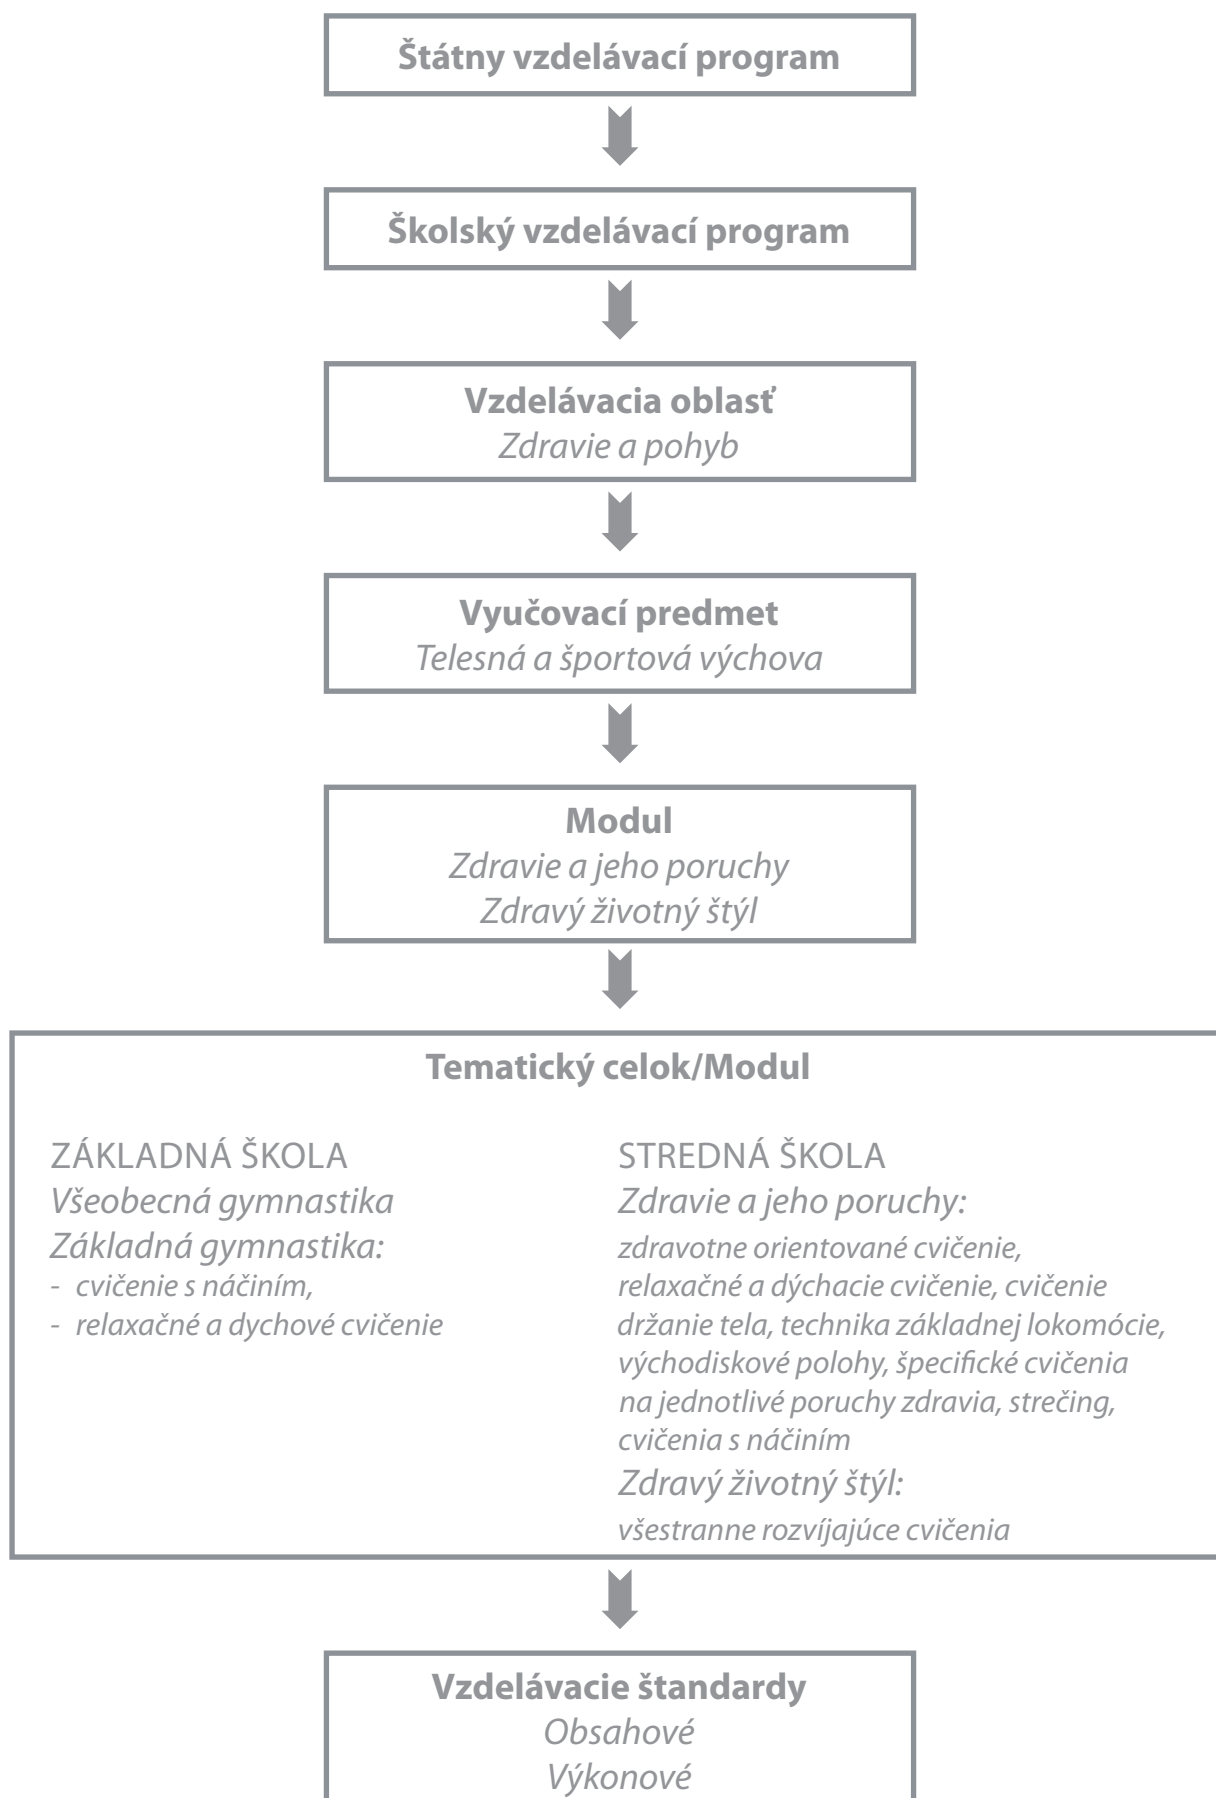 Štátny vzdelávací program
Školský vzdelávací program
Vzdelávacia oblasť
Zdravie a pohyb
Vyučovací predmet
Telesná a športová výchova
Modul
Zdravie a jeho poruchy
Zdravý životný štýl
Tematický celok/Modul
ZÁKLADNÁ ŠKOLA
Všeobecná gymnastika
Základná gymnastika:
- cvičenie s náčiním,
- relaxačné a dychové cvičenie
STREDNÁ ŠKOLA
Zdravie a jeho poruchy:
zdravotne orientované cvičenie,
relaxačné a dýchacie cvičenie, cvičenie
držanie tela, technika základnej lokomócie,
východiskové polohy, špecifické cvičenia
na jednotlivé poruchy zdravia, strečing,
cvičenia s náčiním
Zdravý životný štýl:
všestranne rozvíjajúce cvičenia
Vzdelávacie štandardy
Obsahové
Výkonové